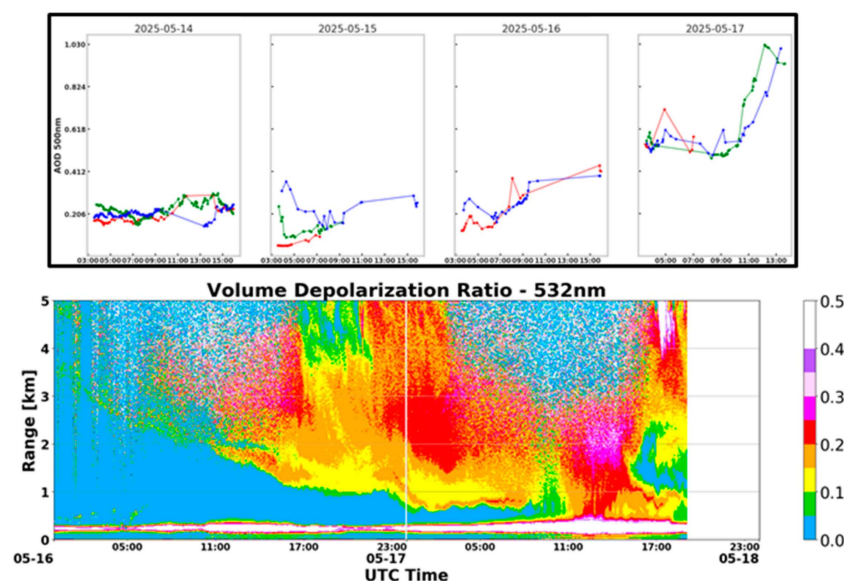 2025-05-14 2025-05-15 2025-05-16 2025-05-17
1.030
0.824
0.618
0.412
0.206
AOD 500nm
03:00 05:00 07:00 09:00 11:00 13:00 15:00 03:00 05:00 07:00 09:00 11:00 13:00 15:00 03:00 05:00 07:00 09:00 11:00 13:00 15:00 05:00 07:00 09:00 11:00 13:00
Volume Depolarization Ratio - 532nm
5
4
3
2
1
0
Range [km]
0.5
0.4
0.3
0.2
0.1
0.0
05:00 11:00 17:00 23:00 05:00 11:00 17:00 23:00
05-16 05-17 05-18
UTC Time